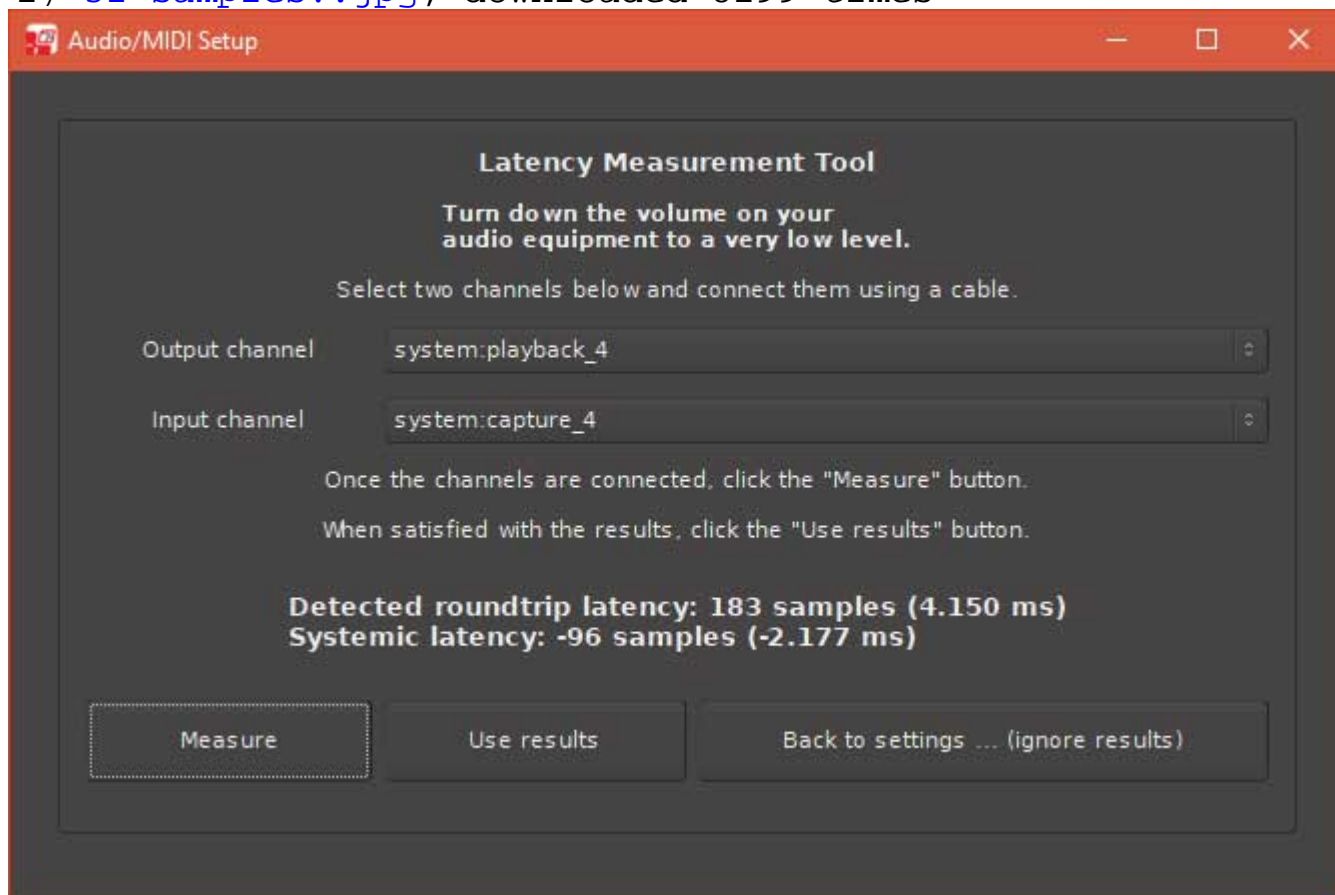 Audio/MIDI Setup
Latency Measurement Tool
Turn down the volume on your
audio equipment to a very low level.
Select two channels below and connect them using a cable.
Output channel system:playback_4
Input channel system:capture_4
Once the channels are connected, click the "Measure" button.
When satisfied with the results, click the "Use results" button.
Detected roundtrip latency: 183 samples (4.150 ms)
Systemic latency: -96 samples (-2.177 ms)
Measure Use results Back to settings ... (ignore results)